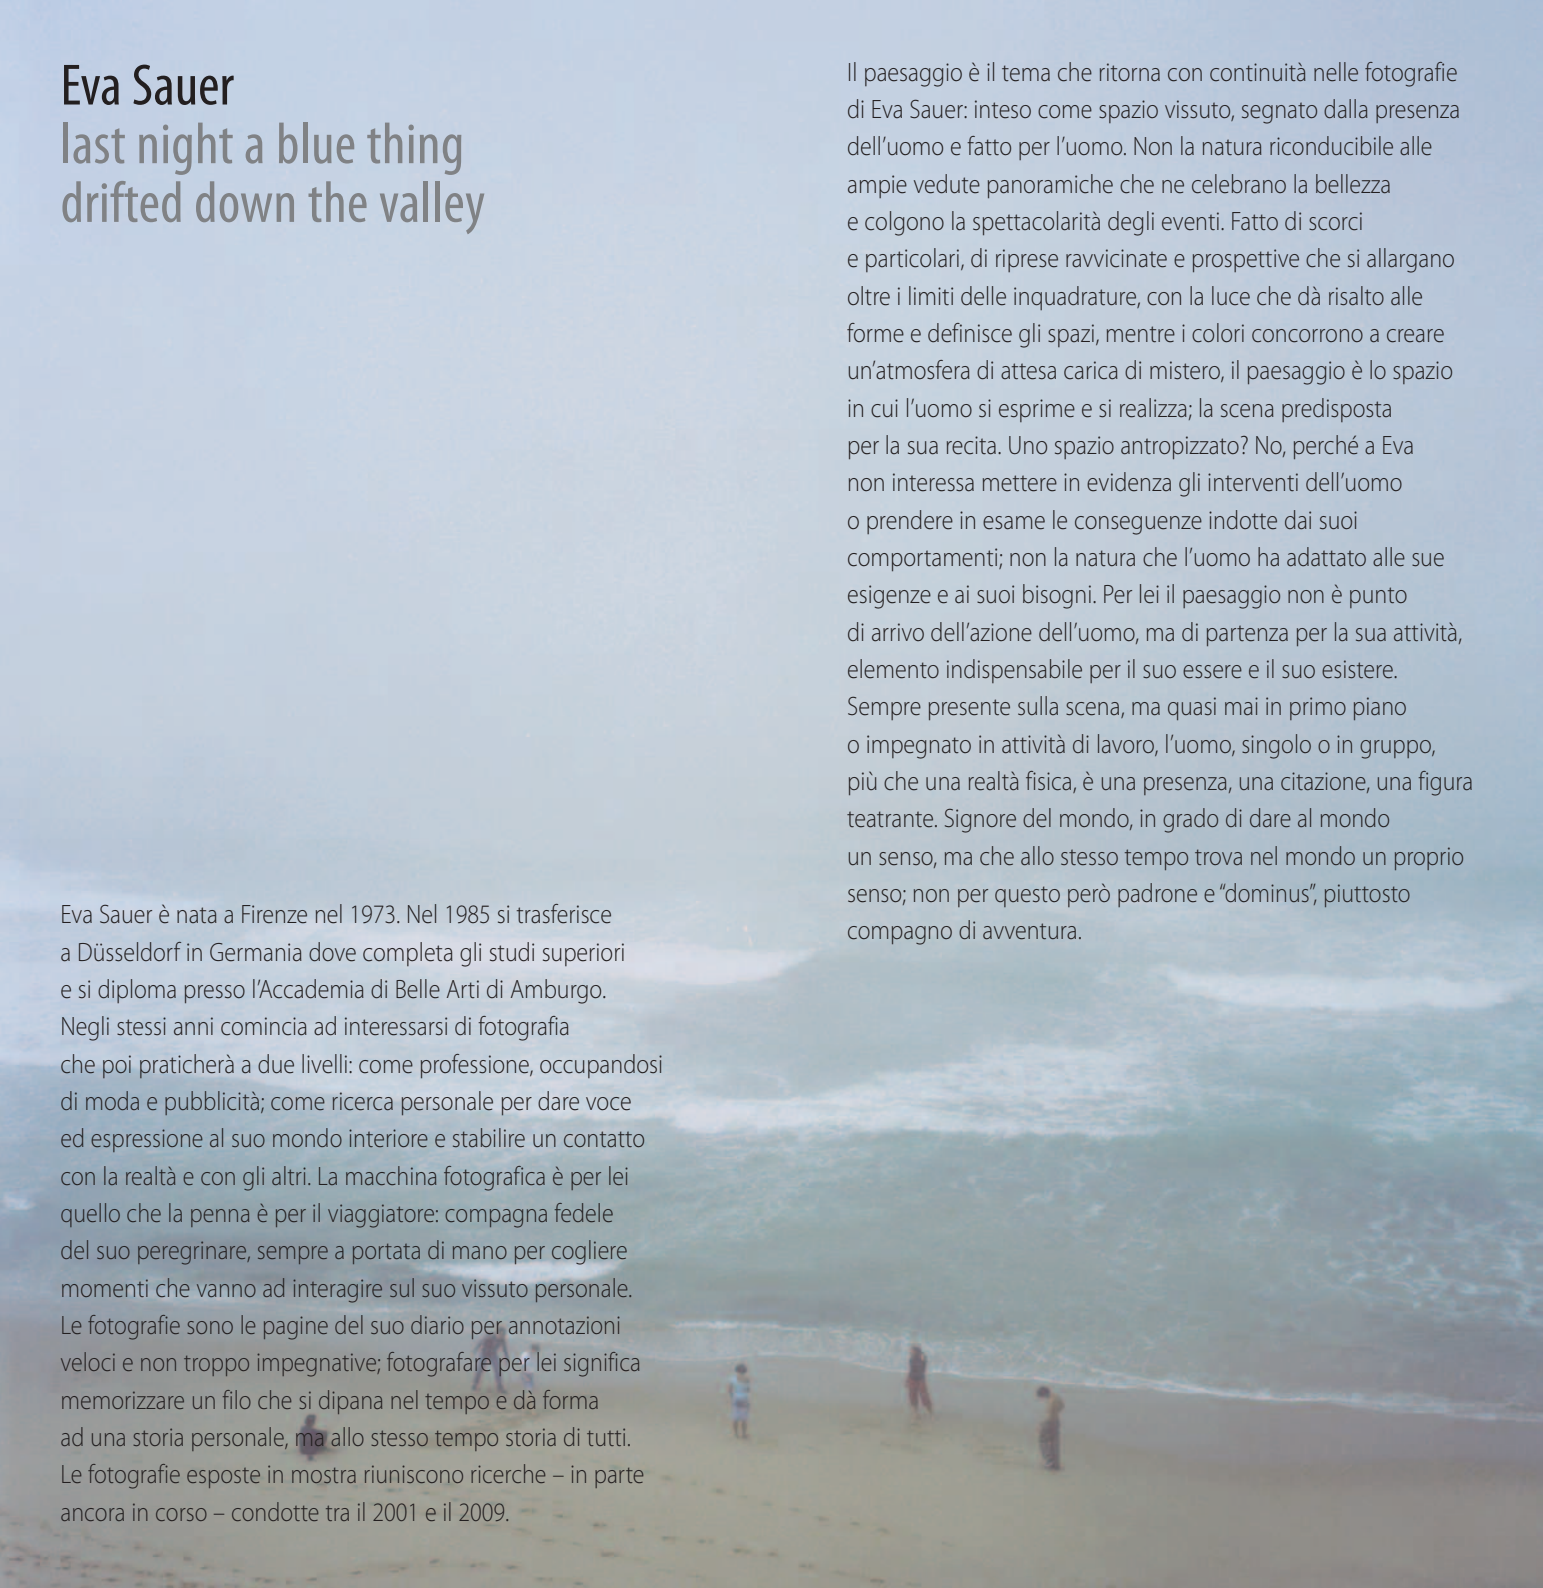 Eva Sauer
last night a blue thing
drifted down the valley
Eva Sauer è nata a Firenze nel 1973. Nel 1985 si trasferisce
a Düsseldorf in Germania dove completa gli studi superiori
e si diploma presso l’Accademia di Belle Arti di Amburgo.
Negli stessi anni comincia ad interessarsi di fotografia
che poi praticherà a due livelli: come professione, occupandosi
di moda e pubblicità; come ricerca personale per dare voce
ed espressione al suo mondo interiore e stabilire un contatto
con la realtà e con gli altri. La macchina fotografica è per lei
quello che la penna è per il viaggiatore: compagna fedele
del suo peregrinare, sempre a portata di mano per cogliere
momenti che vanno ad interagire sul suo vissuto personale.
Le fotografie sono le pagine del suo diario per annotazioni
veloci e non troppo impegnative; fotografare per lei significa
memorizzare un filo che si dipana nel tempo e dà forma
ad una storia personale, ma allo stesso tempo storia di tutti.
Le fotografie esposte in mostra riuniscono ricerche – in parte
ancora in corso – condotte tra il 2001 e il 2009.
Il paesaggio è il tema che ritorna con continuità nelle fotografie
di Eva Sauer: inteso come spazio vissuto, segnato dalla presenza
dell’uomo e fatto per l’uomo. Non la natura riconducibile alle
ampie vedute panoramiche che ne celebrano la bellezza
e colgono la spettacolarità degli eventi. Fatto di scorci
e particolari, di riprese ravvicinate e prospettive che si allargano
oltre i limiti delle inquadrature, con la luce che dà risalto alle
forme e definisce gli spazi, mentre i colori concorrono a creare
un’atmosfera di attesa carica di mistero, il paesaggio è lo spazio
in cui l’uomo si esprime e si realizza; la scena predisposta
per la sua recita. Uno spazio antropizzato? No, perché a Eva
non interessa mettere in evidenza gli interventi dell’uomo
o prendere in esame le conseguenze indotte dai suoi
comportamenti; non la natura che l’uomo ha adattato alle sue
esigenze e ai suoi bisogni. Per lei il paesaggio non è punto
di arrivo dell’azione dell’uomo, ma di partenza per la sua attività,
elemento indispensabile per il suo essere e il suo esistere.
Sempre presente sulla scena, ma quasi mai in primo piano
o impegnato in attività di lavoro, l’uomo, singolo o in gruppo,
più che una realtà fisica, è una presenza, una citazione, una figura
teatrante. Signore del mondo, in grado di dare al mondo
un senso, ma che allo stesso tempo trova nel mondo un proprio
senso; non per questo però padrone e “dominus”, piuttosto
compagno di avventura.